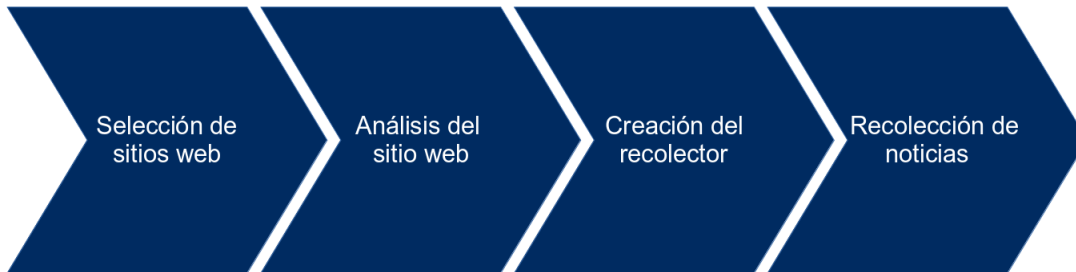 Selección de
sitios web
Análisis del
sitio web
Creación del
recolector
Recolección de
noticias